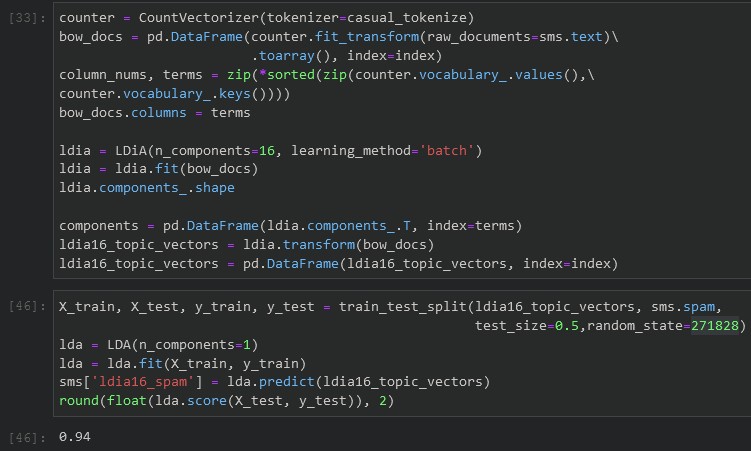 [33]: counter = CountVectorizer(tokenizer=casual_tokenize)
bow_docs = pd.DataFrame(counter.fit_transform(raw_documents=sms.text)\
.toarray(), index=index)
column_nums, terms = zip(*sorted(zip(counter.vocabulary_.values(),\
counter.vocabulary_.keys())))
bow_docs.columns = terms
ldia = LDiA(n_components=16, learning_method='batch')
ldia = ldia.fit(bow_docs)
ldia.components_.shape
components = pd.DataFrame(ldia.components_.T, index=terms)
ldia16_topic_vectors = ldia.transform(bow_docs)
ldia16_topic_vectors = pd.DataFrame(ldia16_topic_vectors, index=index)
[46]: X_train, X_test, y_train, y_test = train_test_split(ldia16_topic_vectors, sms.spam,
test_size=0.5,random_state=271828)
lda = LDA(n_components=1)
lda = lda.fit(X_train, y_train)
sms['ldia16_spam'] = lda.predict(ldia16_topic_vectors)
round(float(lda.score(X_test, y_test)), 2)
[46]: 0.94